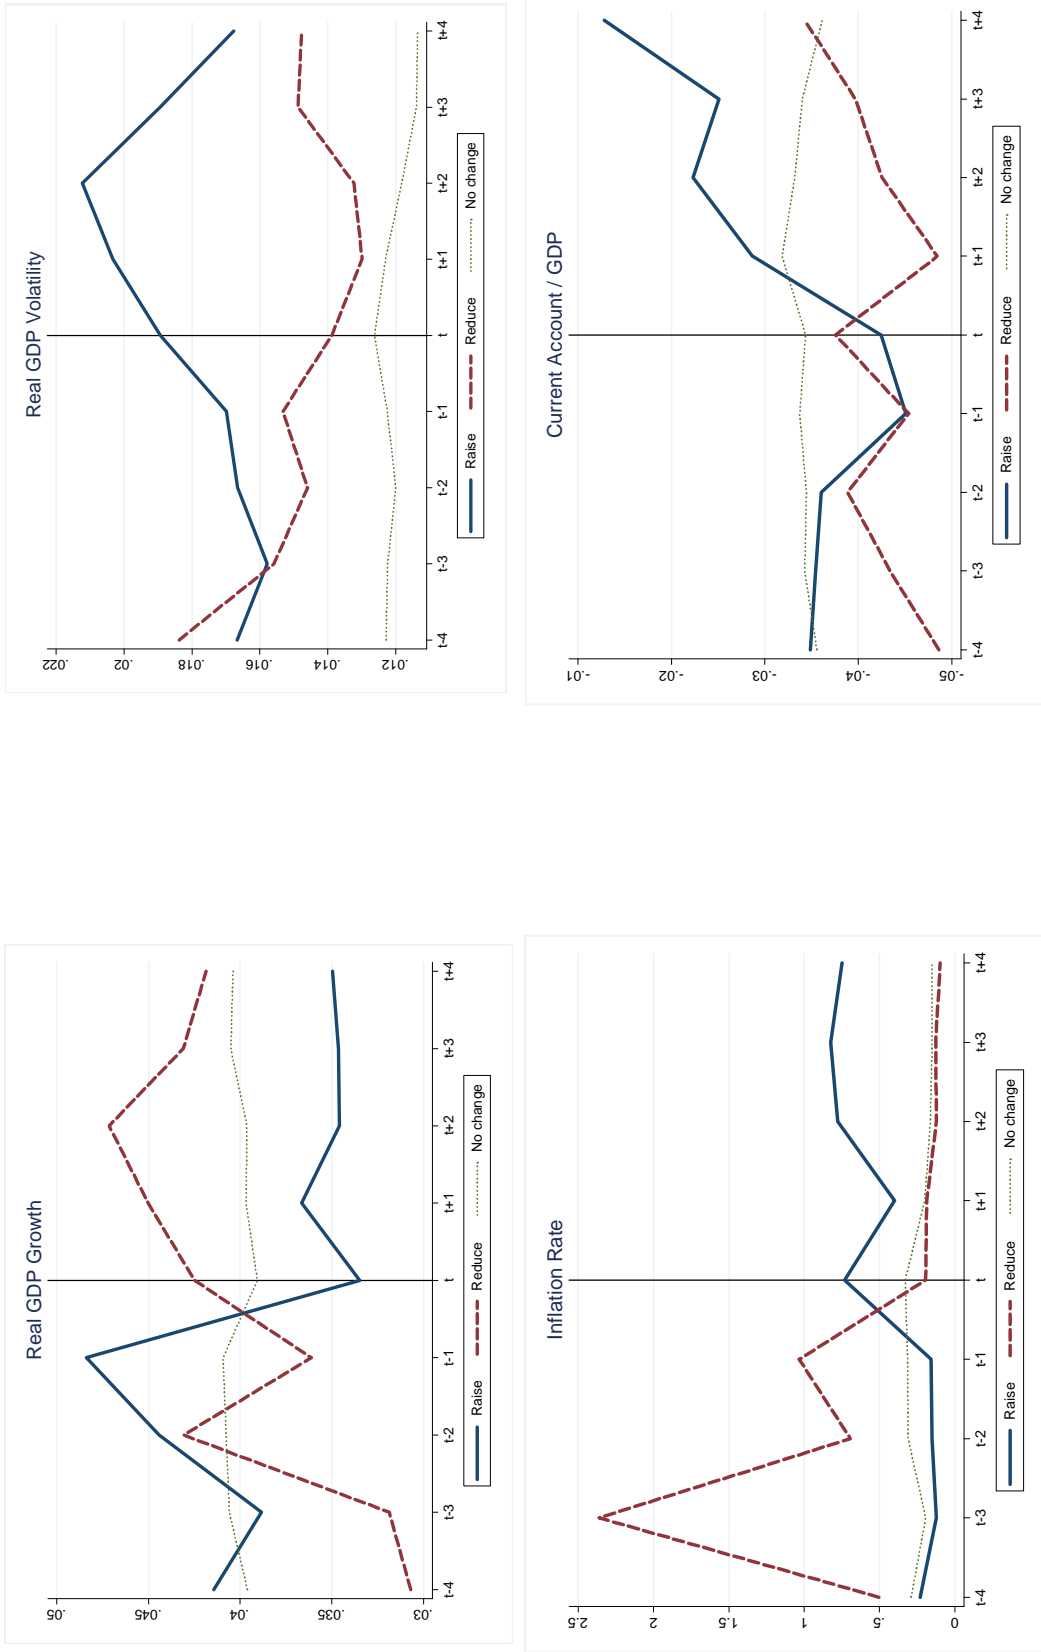 Real GDP Growth
.05
.045
.04
.035
.03
t-4 t-3 t-2 t-1 t t+1 t+2 t+3 t+4
Raise Reduce No change
Real GDP Volatility
.022
.02
.018
.016
.014
.012
t-4 t-3 t-2 t-1 t t+1 t+2 t+3 t+4
Raise Reduce No change
Inflation Rate
2.5
2
1.5
1
.5
0
t-4 t-3 t-2 t-1 t t+1 t+2 t+3 t+4
Raise Reduce No change
Current Account / GDP
-.01
-.02
-.03
-.04
-.05
t-4 t-3 t-2 t-1 t t+1 t+2 t+3 t+4
Raise Reduce No change